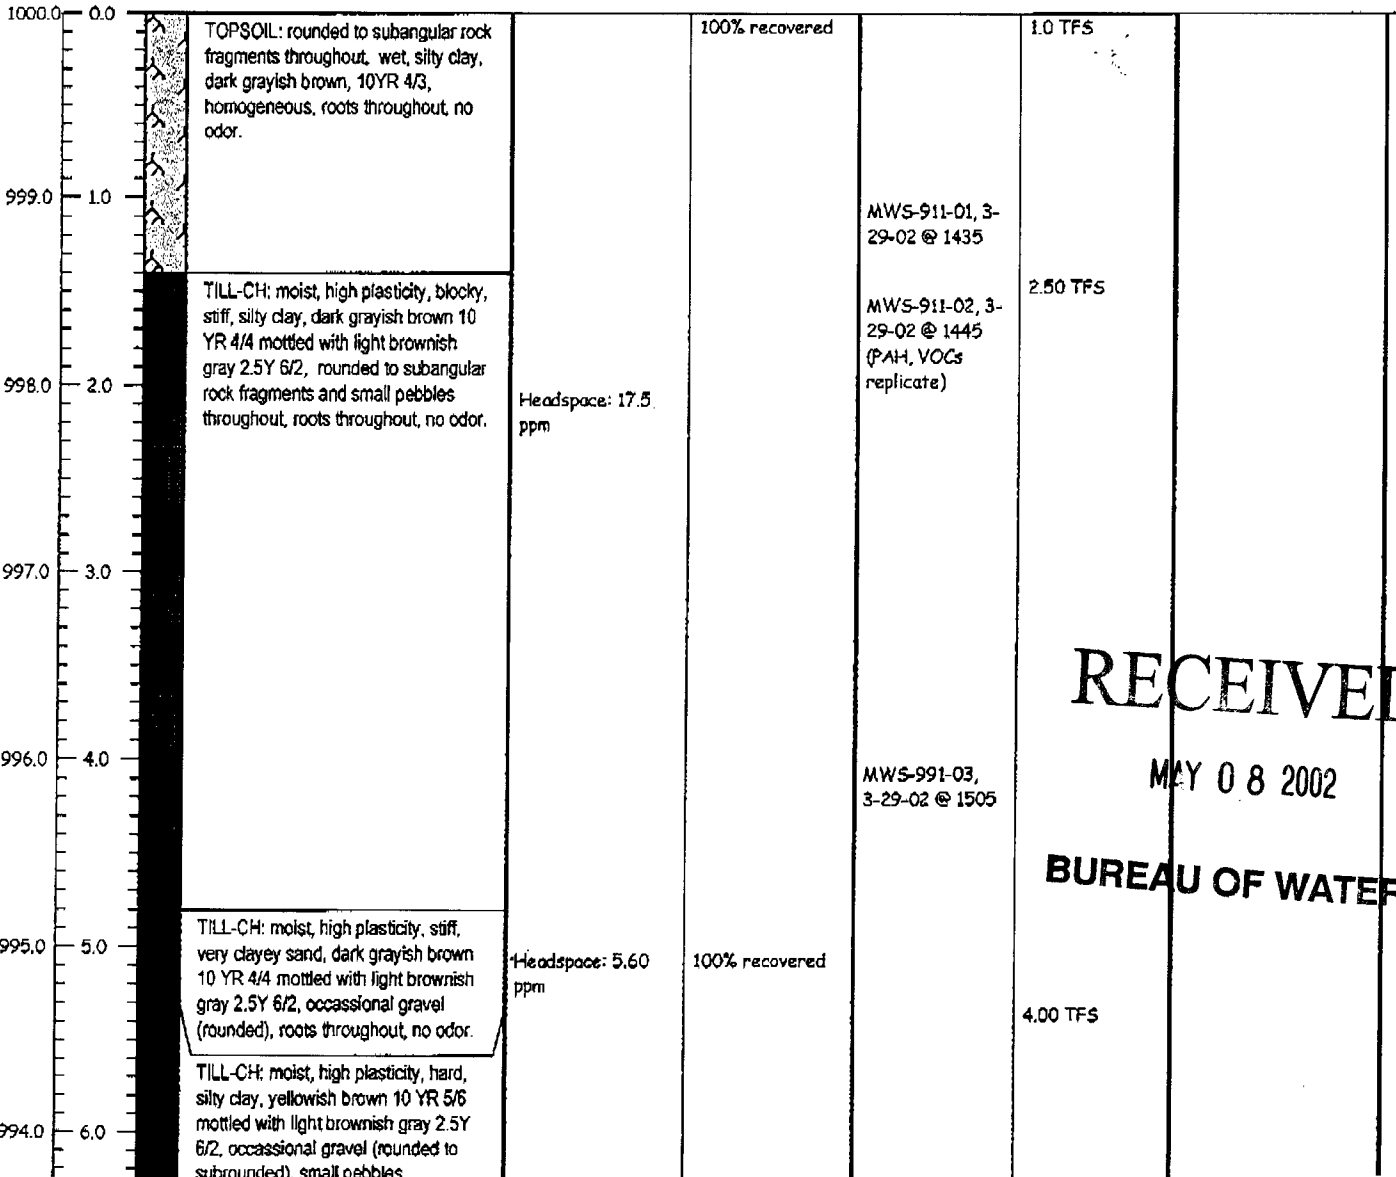 1000.0 0.0
TOPSOIL: rounded to subangular rock
fragments throughout, wet, silty clay,
dark grayish brown, 10YR 4/3,
homogeneous, roots throughout, no
odor.
100% recovered
1.0 TFS
999.0 1.0
MWS-911-01, 3-
29-02 @ 1435
TILL-CH: moist, high plasticity, blocky,
stiff, silty clay, dark grayish brown 10
YR 4/4 mottled with light brownish
gray 2.5Y 6/2, rounded to subangular
rock fragments and small pebbles
throughout, roots throughout, no odor.
2.50 TFS
MWS-911-02, 3-
29-02 @ 1445
(PAH, VOCs
replicate)
998.0 2.0
Headspace: 17.5
ppm
997.0 3.0
RECEIVE
996.0 4.0
MWS-991-03,
3-29-02 @ 1505
MAY 08 2002
BUREAU OF WATER
TILL-CH: moist, high plasticity, stiff,
very clayey sand, dark grayish brown
10 YR 4/4 mottled with light brownish
gray 2.5Y 6/2, occassional gravel
(rounded), roots throughout, no odor.
995.0 5.0
Headspace: 5.60
ppm
100% recovered
4.00 TFS
TILL-CH: moist, high plasticity, hard,
silty clay, yellowish brown 10 YR 5/6
mottled with light brownish gray 2.5Y
6/2, occassional gravel (rounded to
subrounded), small pebbles
994.0 6.0